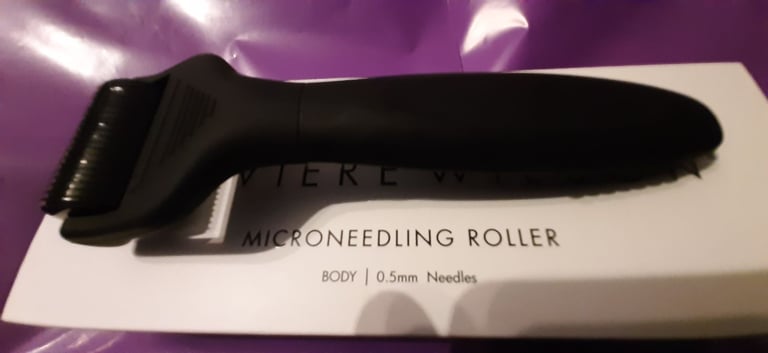 MICRONEEDLING ROLLER
BODY | 0.5mm Needles